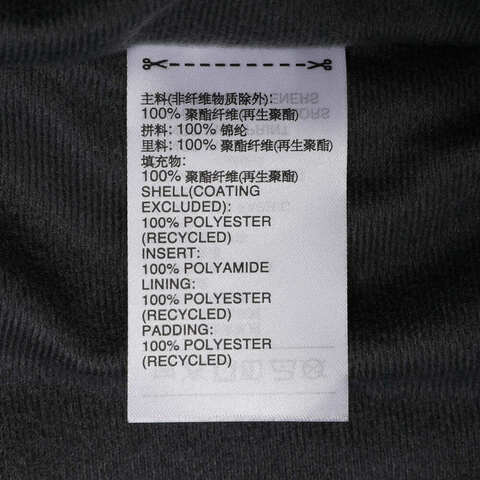 主料(非纤维物质除外):
100% 聚酯纤维(再生聚酯)
拼料: 100% 锦纶
里料: 100% 聚酯纤维(再生聚酯)
填充物:
100% 聚酯纤维(再生聚酯)
SHELL(COATING
EXCLUDED):
100% POLYESTER
(RECYCLED)
INSERT:
100% POLYAMIDE
LINING:
100% POLYESTER
(RECYCLED)
PADDING:
100% POLYESTER
(RECYCLED)